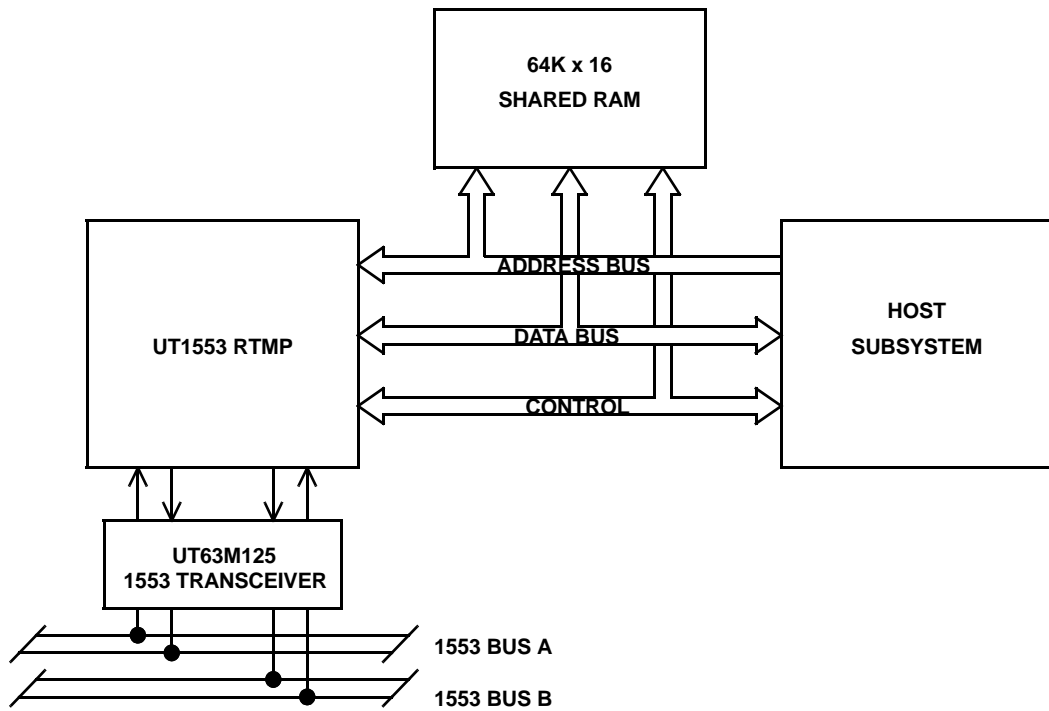 64K x 16
SHARED RAM
ADDRESS BUS
UT1553 RTMP
DATA BUS
HOST
SUBSYSTEM
CONTROL
UT63M125
1553 TRANSCEIVER
1553 BUS A
1553 BUS B